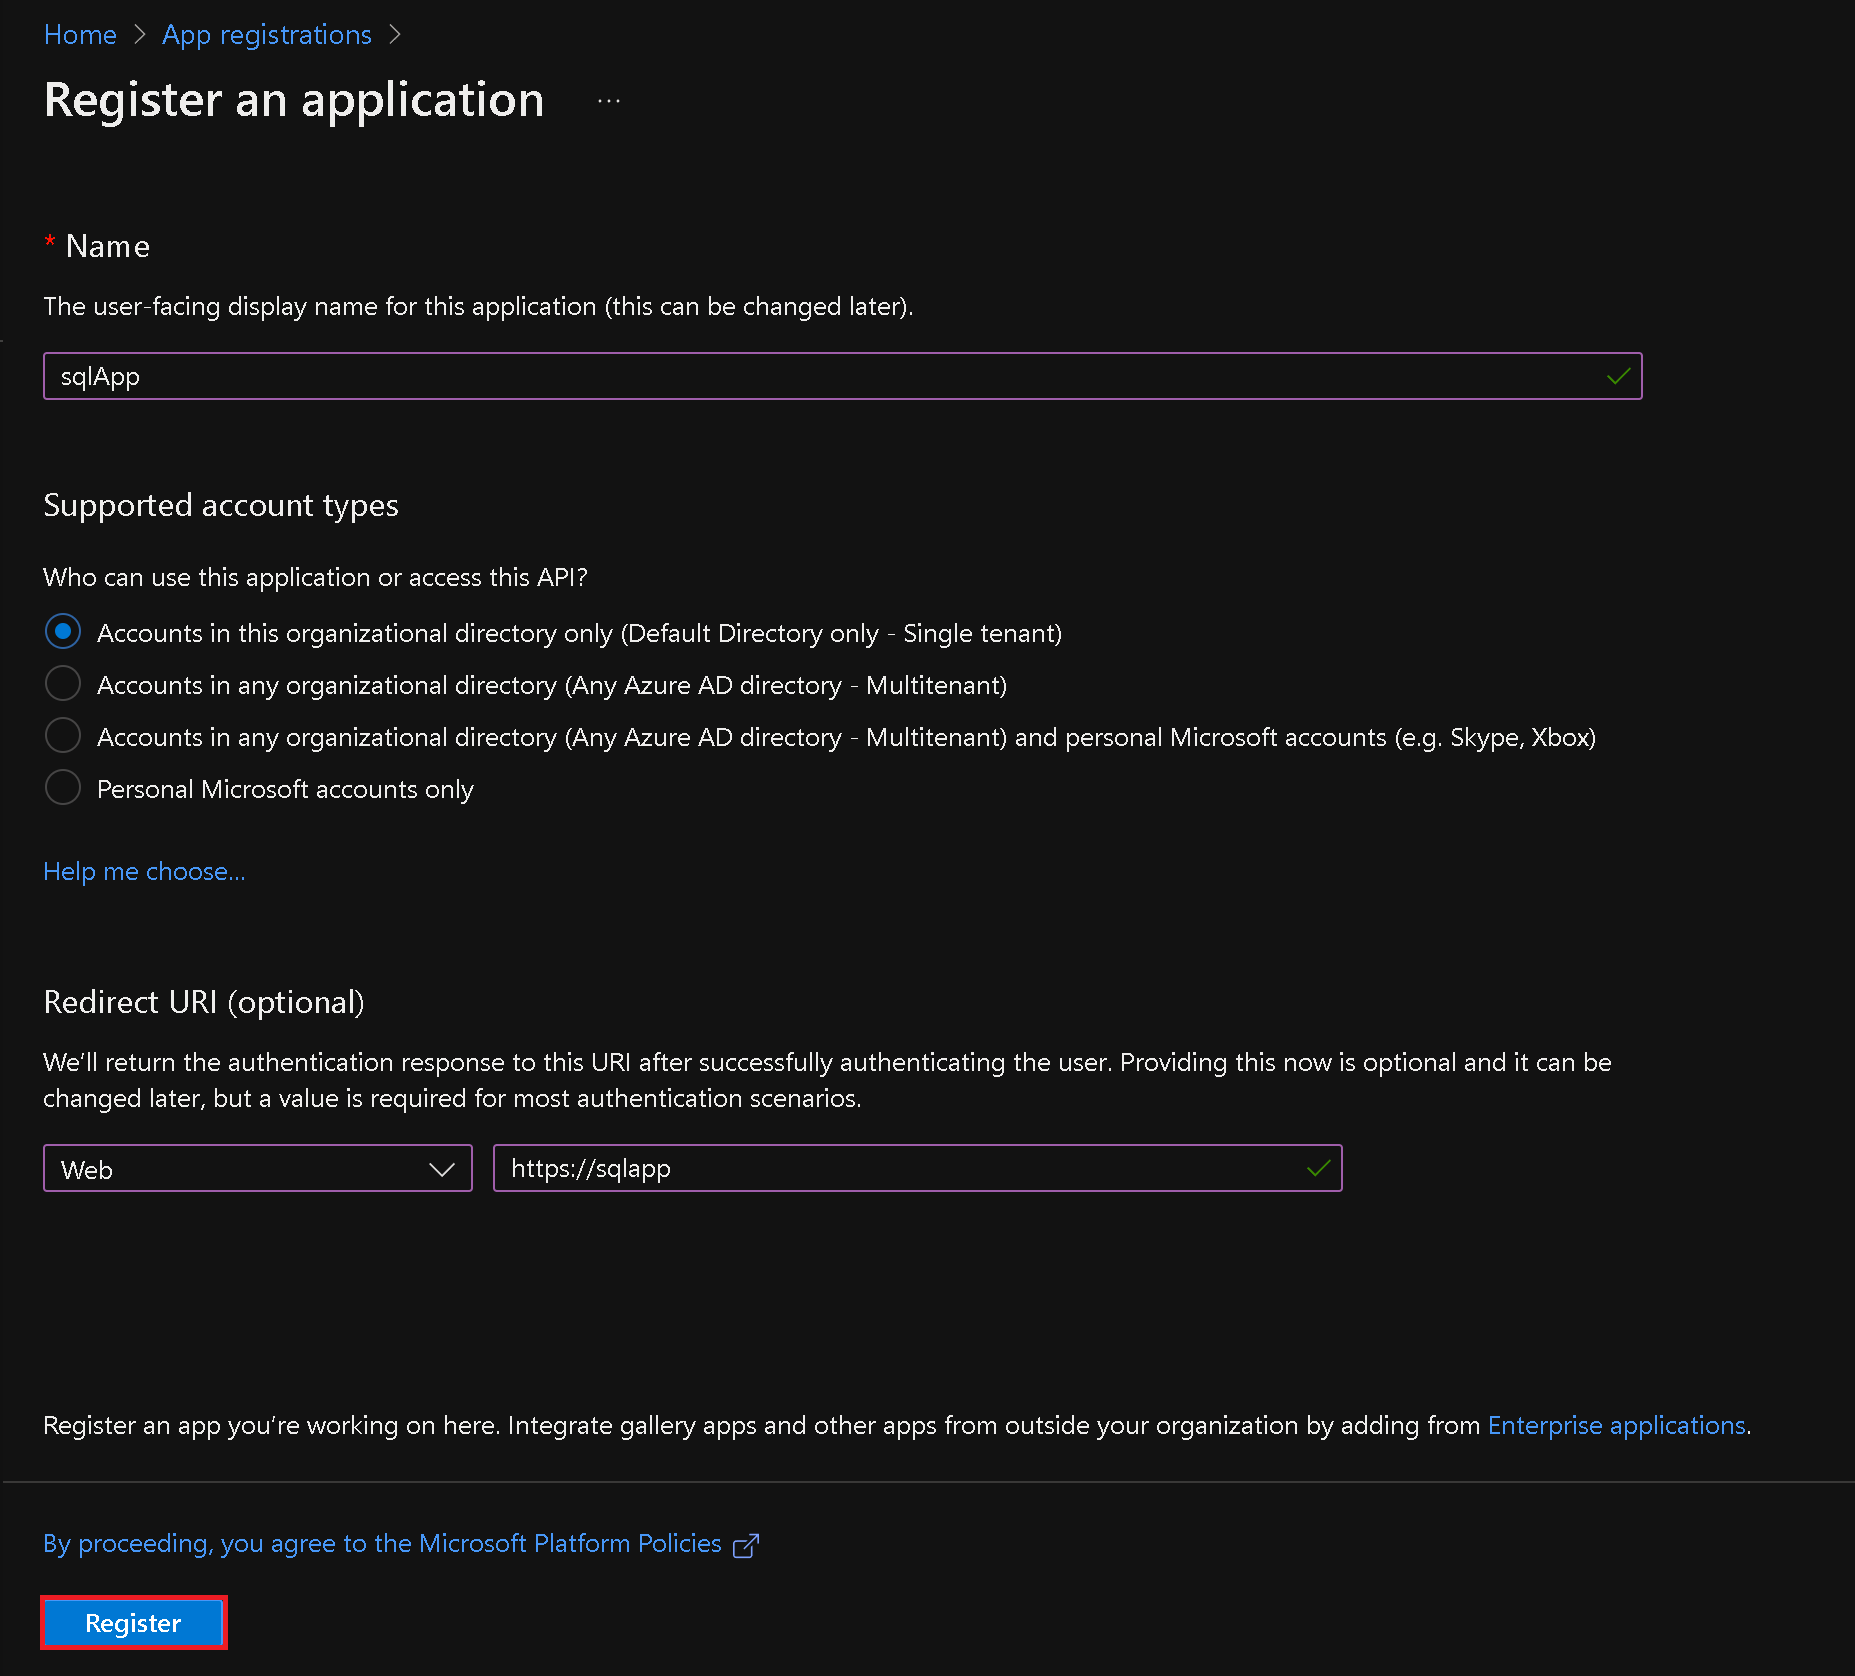 Home > App registrations >
Register an application ...
* Name
The user-facing display name for this application (this can be changed later).
sqlApp
Supported account types
Who can use this application or access this API?
Accounts in this organizational directory only (Default Directory only - Single tenant)
Accounts in any organizational directory (Any Azure AD directory - Multitenant)
Accounts in any organizational directory (Any Azure AD directory - Multitenant) and personal Microsoft accounts (e.g. Skype, Xbox)
Personal Microsoft accounts only
Help me choose...
Redirect URI (optional)
We’ll return the authentication response to this URI after successfully authenticating the user. Providing this now is optional and it can be
changed later, but a value is required for most authentication scenarios.
Web https://sqlapp
Register an app you’re working on here. Integrate gallery apps and other apps from outside your organization by adding from Enterprise applications.
By proceeding, you agree to the Microsoft Platform Policies
Register